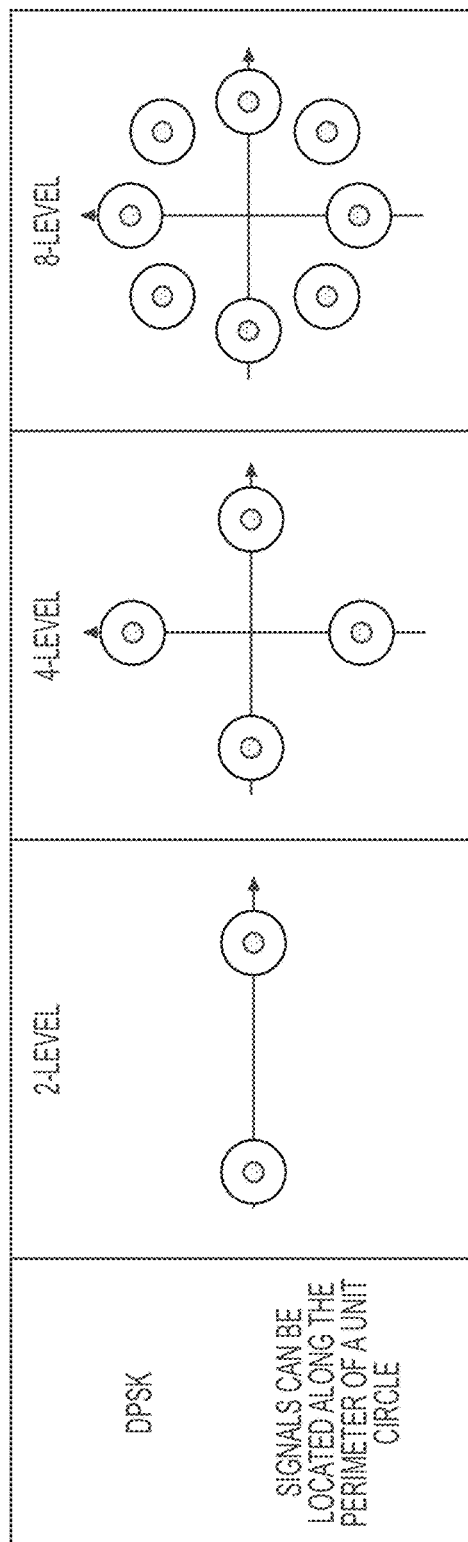 DPSK
SIGNALS CAN BE
LOCATED ALONG THE
PERIMETER OF A UNIT
CIRCLE
2-LEVEL
4-LEVEL
8-LEVEL